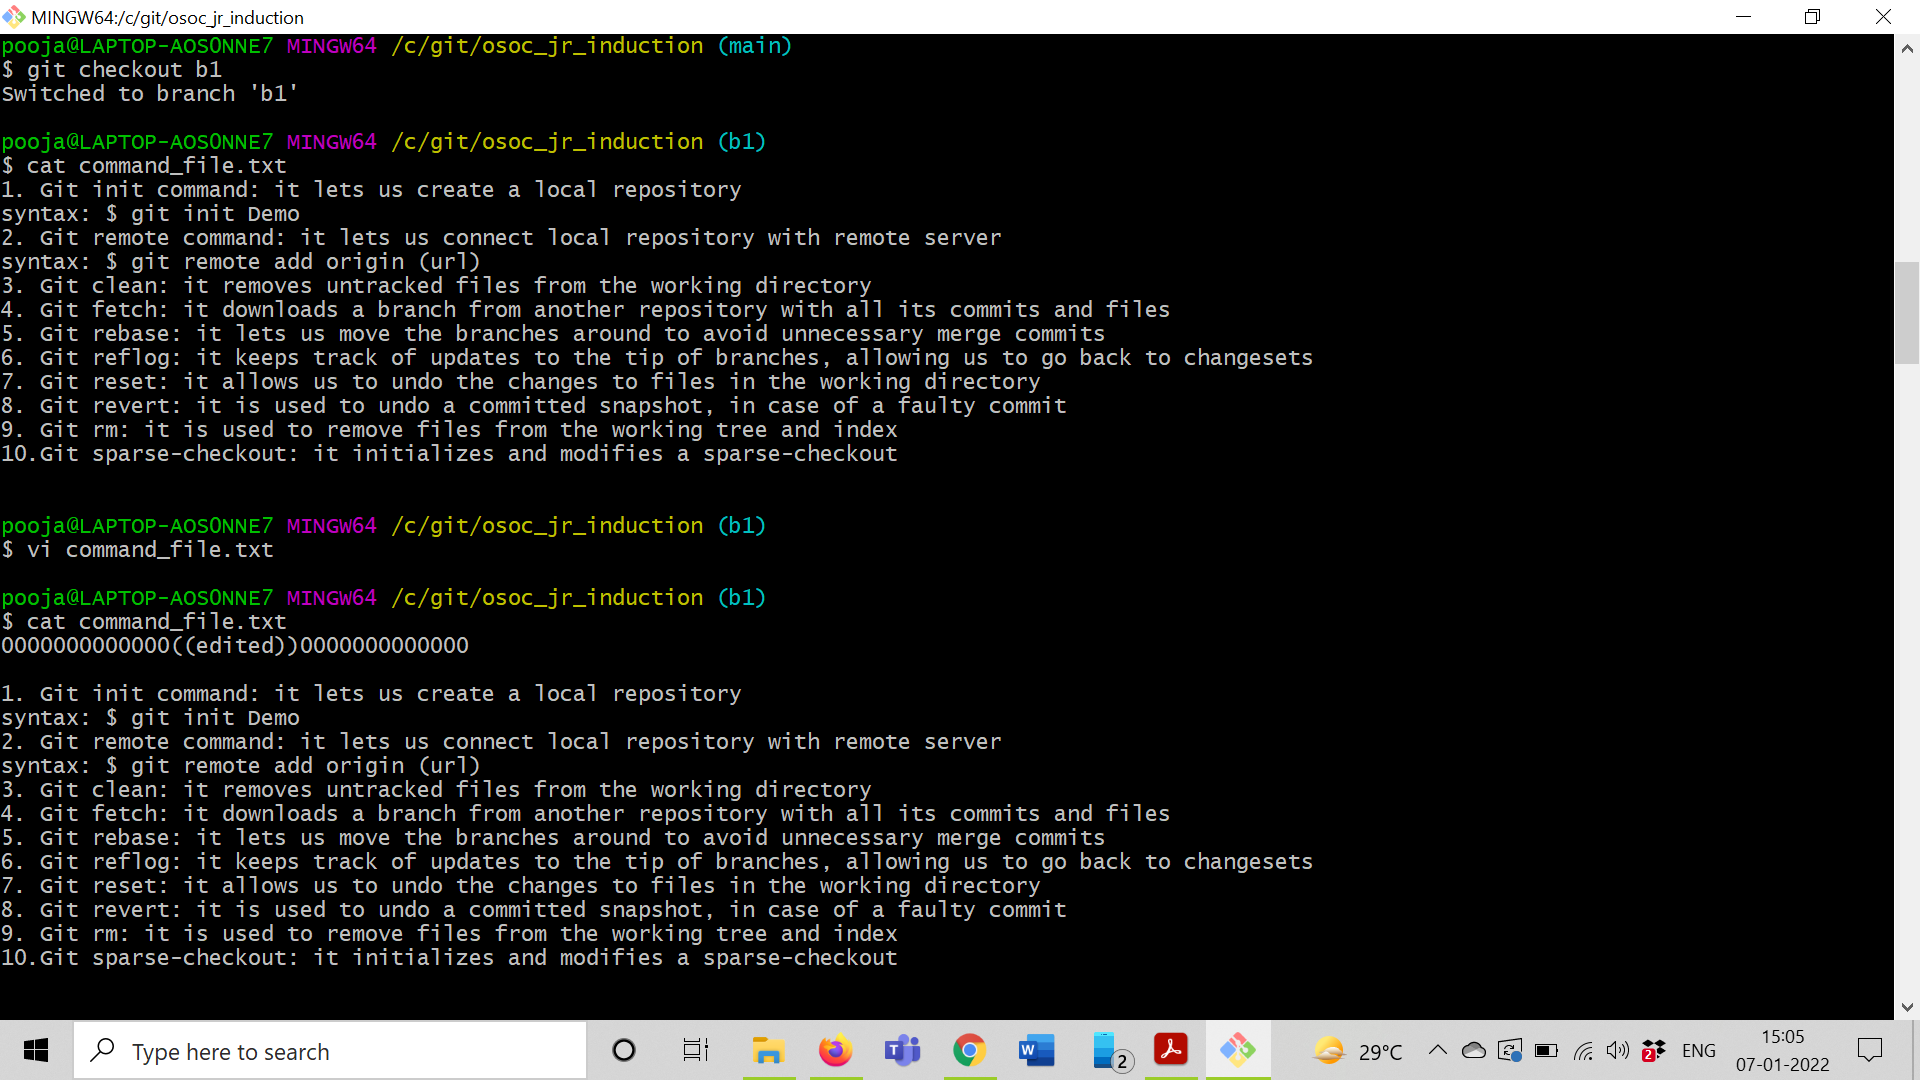 MINGW64:/c/git/osoc_jr_induction
pooja@LAPTOP-AOS0NNE7 MINGW64 /c/git/osoc_jr_induction (main)
$ git checkout b1
Switched to branch 'b1'
pooja@LAPTOP-AOS0NNE7 MINGW64 /c/git/osoc_jr_induction (b1)
$ cat command_file.txt
1. Git init command: it lets us create a local repository
syntax: $ git init Demo
2. Git remote command: it lets us connect local repository with remote server
syntax: $ git remote add origin (url)
3. Git clean: it removes untracked files from the working directory
4. Git fetch: it downloads a branch from another repository with all its commits and files
5. Git rebase: it lets us move the branches around to avoid unnecessary merge commits
6. Git reflog: it keeps track of updates to the tip of branches, allowing us to go back to changesets
7. Git reset: it allows us to undo the changes to files in the working directory
8. Git revert: it is used to undo a committed snapshot, in case of a faulty commit
9. Git rm: it is used to remove files from the working tree and index
10.Git sparse-checkout: it initializes and modifies a sparse-checkout
pooja@LAPTOP-AOS0NNE7 MINGW64 /c/git/osoc_jr_induction (b1)
$ vi command_file.txt
pooja@LAPTOP-AOS0NNE7 MINGW64 /c/git/osoc_jr_induction (b1)
$ cat command_file.txt
OOOOOOOOOOOOO((edited))OOOOOOOOOOOOO
1. Git init command: it lets us create a local repository
syntax: $ git init Demo
2. Git remote command: it lets us connect local repository with remote server
syntax: $ git remote add origin (url)
3. Git clean: it removes untracked files from the working directory
4. Git fetch: it downloads a branch from another repository with all its commits and files
5. Git rebase: it lets us move the branches around to avoid unnecessary merge commits
6. Git reflog: it keeps track of updates to the tip of branches, allowing us to go back to changesets
7. Git reset: it allows us to undo the changes to files in the working directory
8. Git revert: it is used to undo a committed snapshot, in case of a faulty commit
9. Git rm: it is used to remove files from the working tree and index
10.Git sparse-checkout: it initializes and modifies a sparse-checkout
Type here to search
2
29°C
2
ENG
15:05
07-01-2022